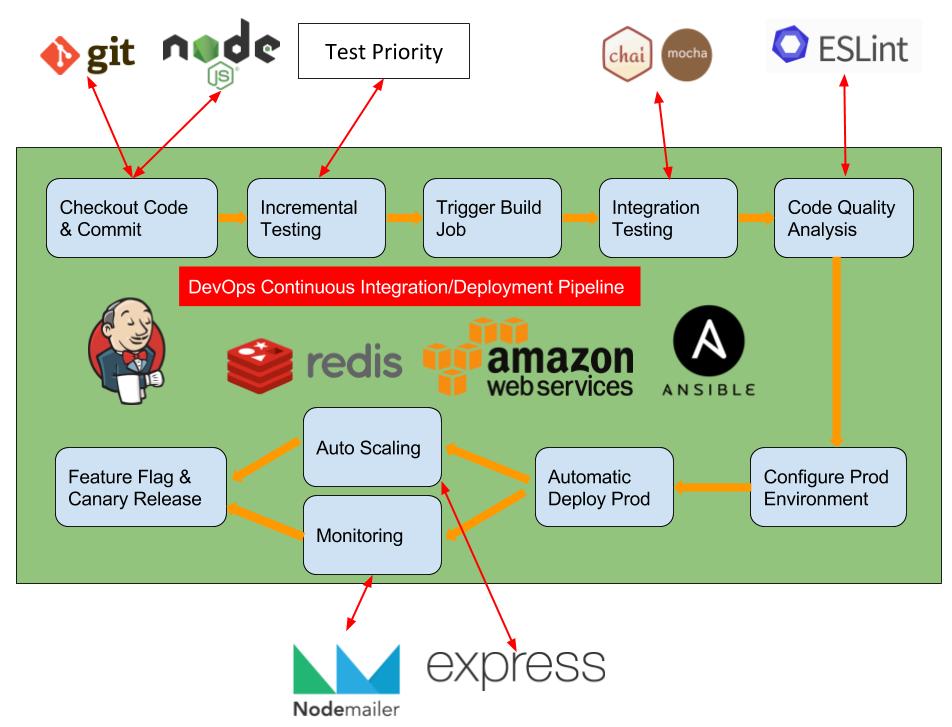 git
node
JS
Test Priority
chai
mocha
ESLint
Checkout Code
& Commit
Incremental
Testing
Trigger Build
Job
Integration
Testing
Code Quality
Analysis
DevOps Continuous Integration/Deployment Pipeline
redis
amazon
web services
A
ANSIBLE
Auto Scaling
Feature Flag &
Canary Release
Automatic
Deploy Prod
Configure Prod
Environment
Monitoring
Nodemailer
express